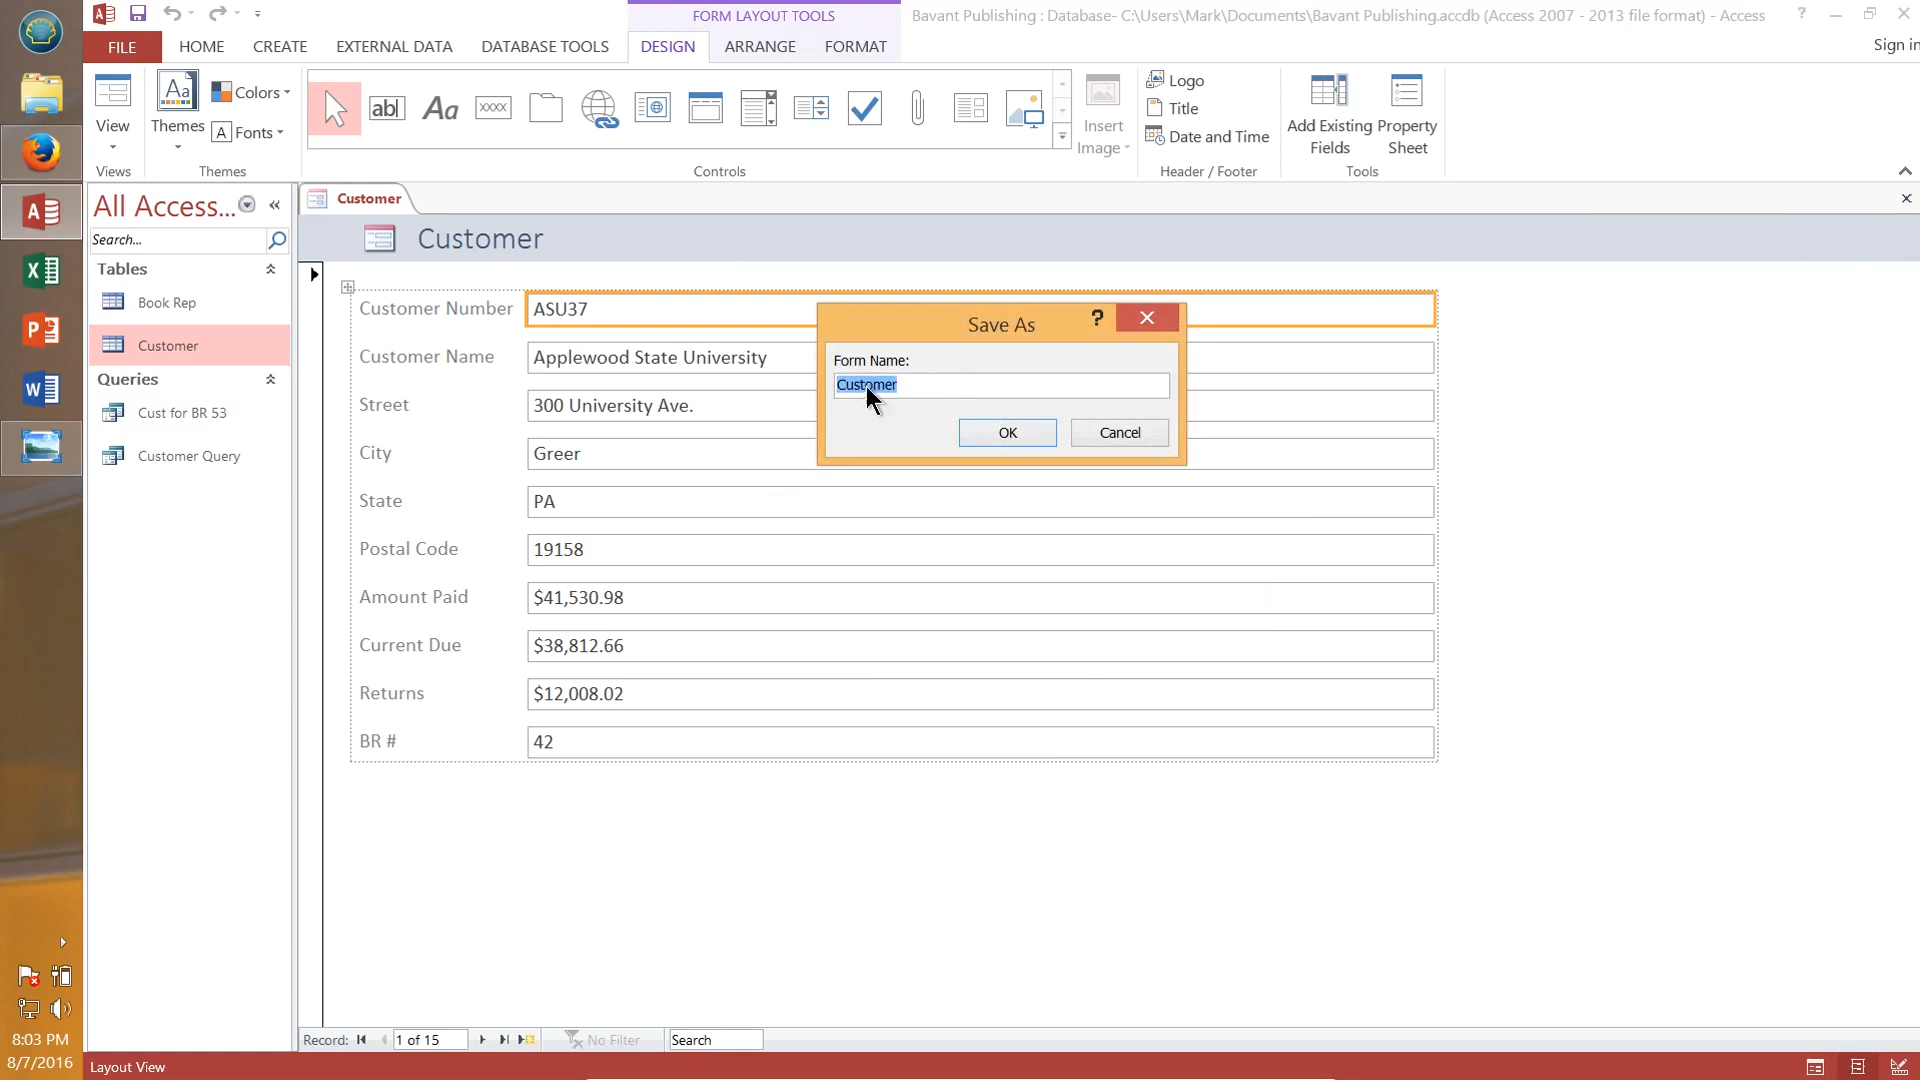 FORM LAYOUT TOOLS
Bavant Publishing : Database- C:\Users\Mark\Documents\Bavant Publishing.accdb (Access 2007 - 2013 file format) - Access
?
FILE
HOME
CREATE
EXTERNAL DATA
DATABASE TOOLS
DESIGN
ARRANGE
FORMAT
Sign in
View
Themes
Colors
Fonts
Views
Themes
ab|
Aa
XXXX
Controls
Insert
Image
Logo
Title
Date and Time
Header / Footer
Add Existing
Fields
Property
Sheet
Tools
All Access...
Search...
Tables
Book Rep
Customer
Queries
Cust for BR 53
Customer Query
Customer
Customer
Customer Number
ASU37
Customer Name
Applewood State University
Street
300 University Ave.
City
Greer
State
PA
Postal Code
19158
Amount Paid
$41,530.98
Current Due
$38,812.66
Returns
$12,008.02
BR #
42
Save As
?
Form Name:
Customer
OK
Cancel
Record:
1 of 15
No Filter
Search
Layout View
8:03 PM
8/7/2016